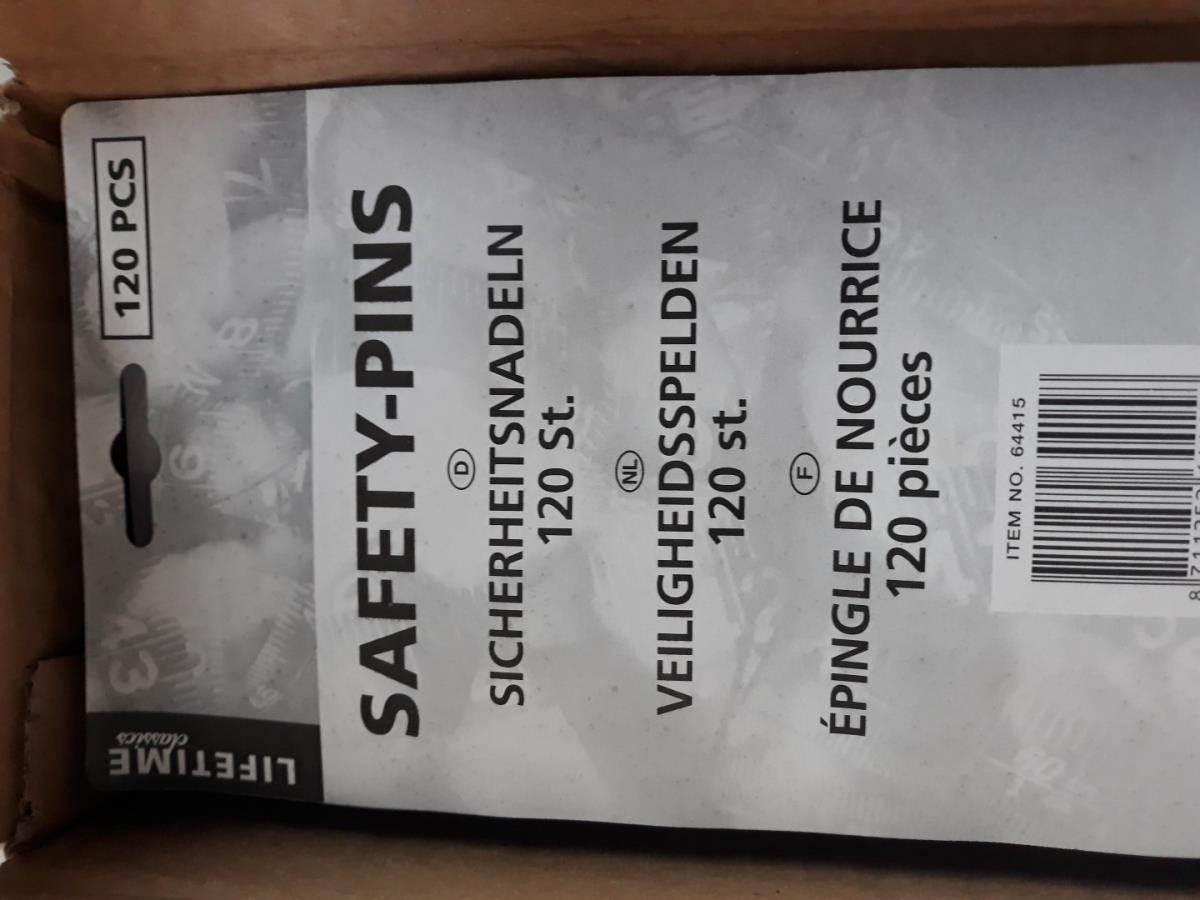 120 PCS
LIFETIME
classics
SAFETY-PINS
D
SICHERHEITSNADELN
120 St.
NL
VEILIGHEIDSSPELDEN
120 st.
F
ÉPINGLE DE NOURRICE
120 pièces
ITEM NO. 64415